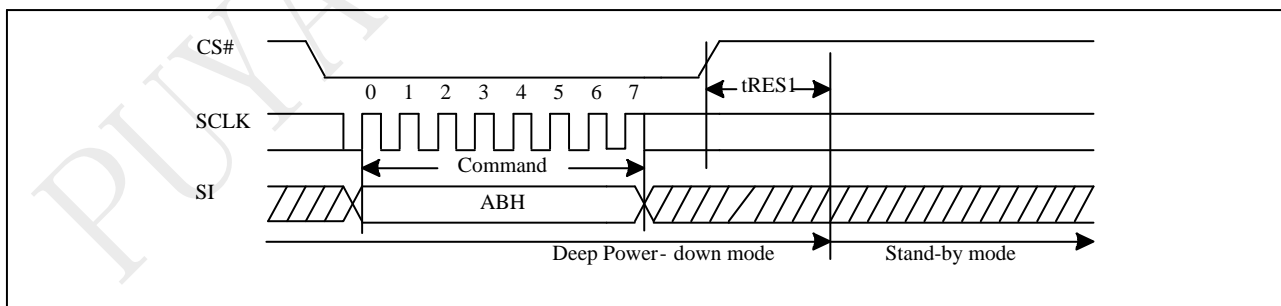 PUYA
CS#
tRES1
0 1 2 3 4 5 6 7
SCLK
Command
SI
ABH
Deep Power- down mode
Stand-by mode